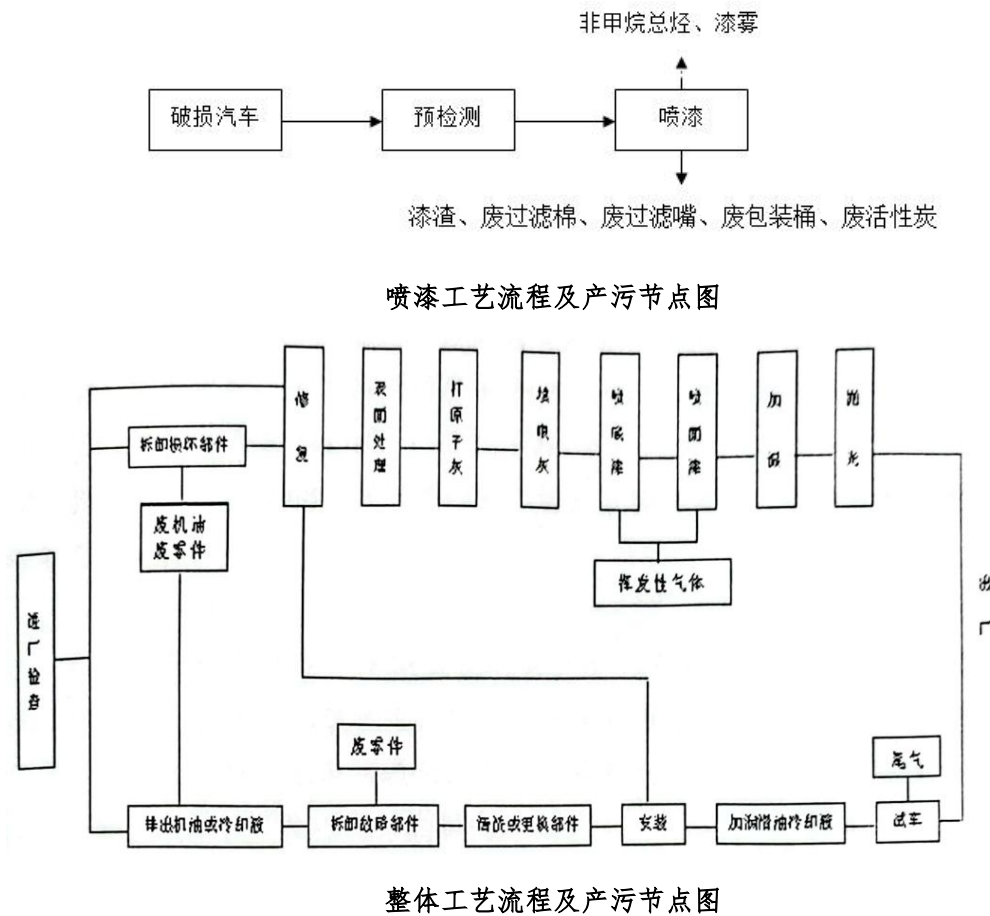 非甲烷总烃、漆雾
破损汽车
预检测
喷漆
漆渣、废过滤棉、废过滤嘴、废包装桶、废活性炭
喷漆工艺流程及产污节点图
修复
表面处理
打原子灰
喷底漆
喷面漆
抛光
拆卸损坏部件
废机油
废零件
挥发性气体
进厂检查
出厂
废零件
尾气
排出机油或冷却液
拆卸故障部件
清洗或更换部件
安装
加润滑油冷却液
试车
整体工艺流程及产污节点图